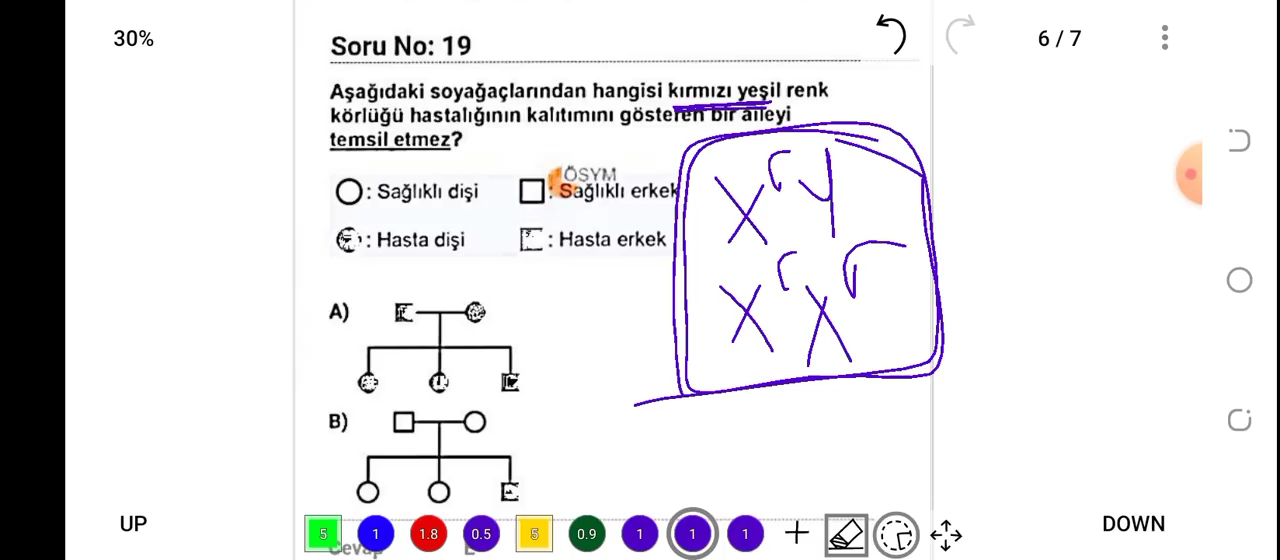 30%
6 / 7
Soru No: 19
Aşağıdaki soyağaçlarından hangisi kırmızı yeşil renk
körlüğü hastalığının kalıtımını gösteren bir aileyi
temsil etmez?
ÖSYM
: Sağlıklı dişi : Sağlıklı erkek
: Hasta dişi : Hasta erkek
X r y
X r X r
A)
B)
UP
5 1 1.8 0.5 5 0.9 1 1 1 +
DOWN
Cevap